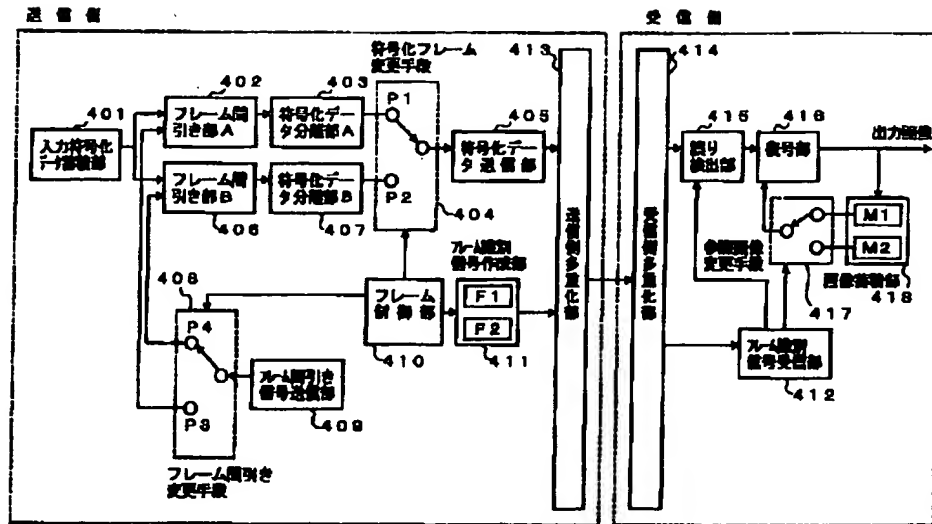 送信側
受信側
401
入力符号化
データ蓄積部
402
フレーム間
引き部A
403
符号化デー
タ分離部A
符号化フレーム
変更手段
P1
P2
404
405
符号化デー
タ送信部
406
フレーム間
引き部B
407
符号化デー
タ分離部B
408
P4
P3
フレーム間引き
変更手段
409
フレーム間引き
信号送信部
410
フレーム
制御部
フレーム識別
信号作成部
F1
F2
411
413
送信側多重化部
414
受信側多重化部
415
誤り
検出部
416
復号部
出力画像
参照画像
変更手段
417
M1
M2
画像蓄積部
418
フレーム識別
信号受信部
412